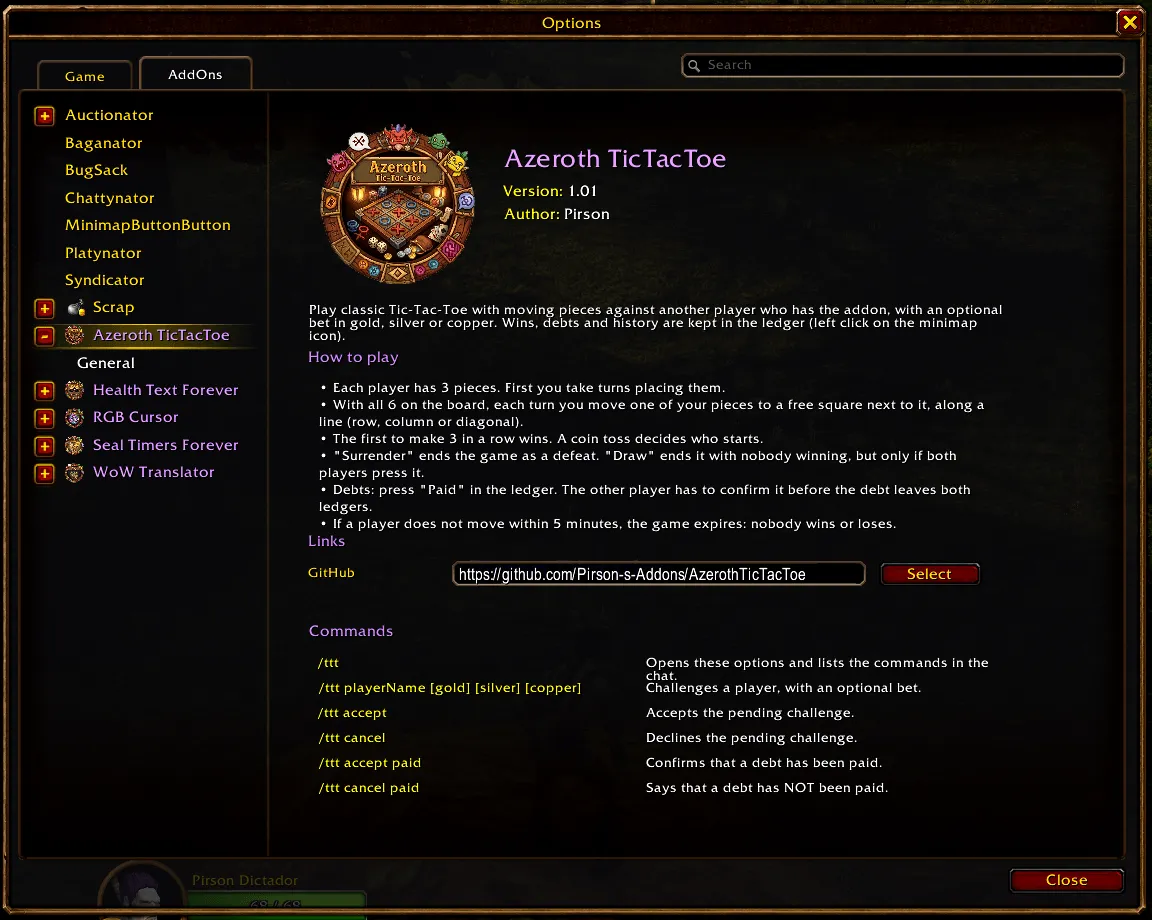 Options
Game
AddOns
Search
Auctionator
Baganator
BugSack
Chattynator
MinimapButtonButton
Platynator
Syndicator
Scrap
Azeroth TicTacToe
General
Health Text Forever
RGB Cursor
Seal Timers Forever
WoW Translator
Azeroth
Tic-Tac-Toe
Azeroth TicTacToe
Version: 1.01
Author: Pirson
Play classic Tic-Tac-Toe with moving pieces against another player who has the addon, with an optional
bet in gold, silver or copper. Wins, debts and history are kept in the ledger (left click on the minimap
icon).
How to play
• Each player has 3 pieces. First you take turns placing them.
• With all 6 on the board, each turn you move one of your pieces to a free square next to it, along a
line (row, column or diagonal).
• The first to make 3 in a row wins. A coin toss decides who starts.
• "Surrender" ends the game as a defeat. "Draw" ends it with nobody winning, but only if both
players press it.
• Debts: press "Paid" in the ledger. The other player has to confirm it before the debt leaves both
ledgers.
• If a player does not move within 5 minutes, the game expires: nobody wins or loses.
Links
GitHub
https://github.com/Pirson-s-Addons/AzerothTicTacToe
Select
Commands
/ttt
Opens these options and lists the commands in the
chat.
/ttt playerName [gold] [silver] [copper]
Challenges a player, with an optional bet.
/ttt accept
Accepts the pending challenge.
/ttt cancel
Declines the pending challenge.
/ttt accept paid
Confirms that a debt has been paid.
/ttt cancel paid
Says that a debt has NOT been paid.
Pirson Dictador
68 / 68
Close